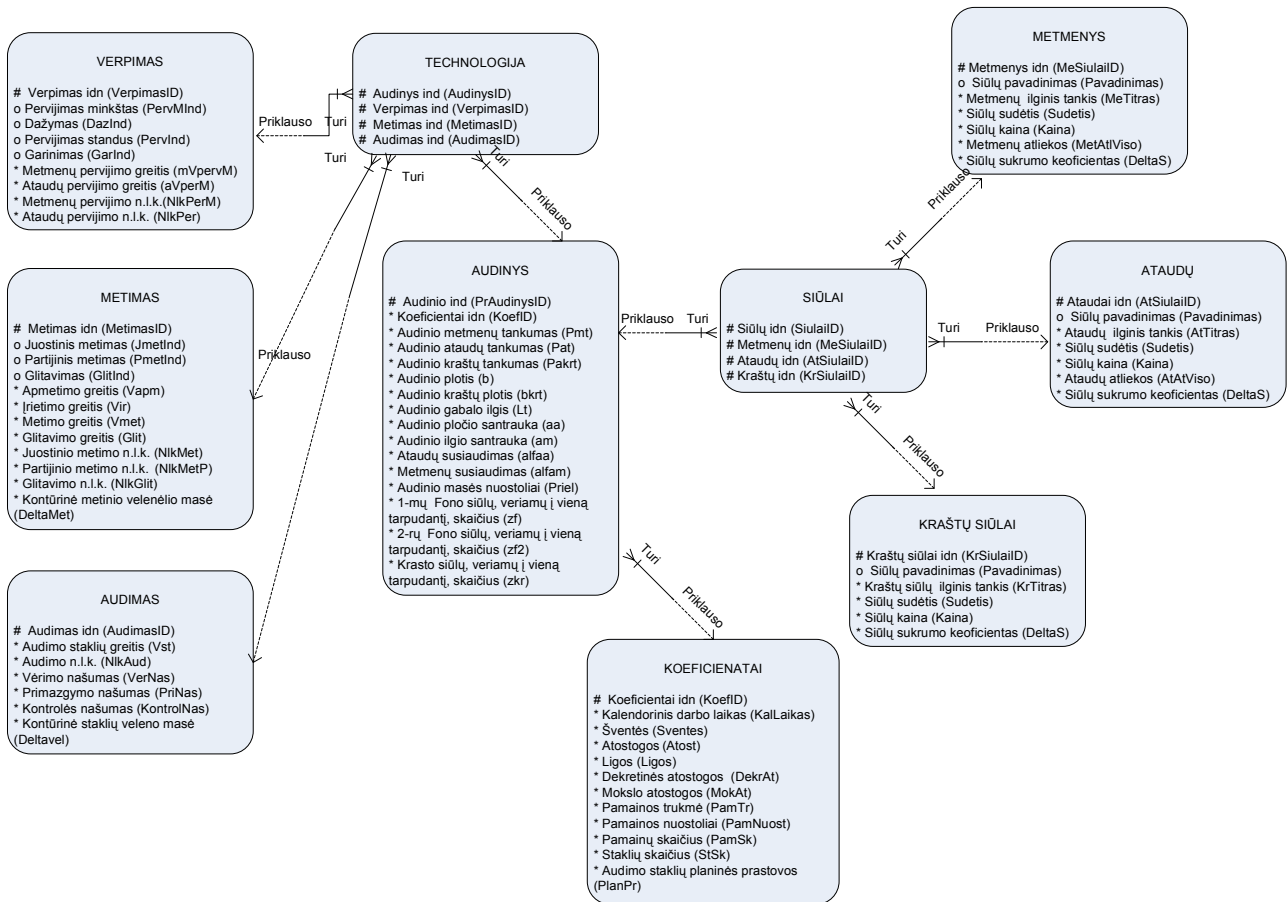 VERPIMAS
# Verpimas idn (VerpimasID)
o Pervijimas minkštas (PervMInd)
o Dažymas (DazInd)
o Pervijimas standus (PervInd)
o Garinimas (GarInd)
* Metmenų pervijimo greitis (mVpervM)
* Ataudų pervijimo greitis (aVperM)
* Metmenų pervijimo n.l.k.(NlkPerM)
* Ataudų pervijimo n.l.k. (NlkPer)
Priklauso
Turi
TECHNOLOGIJA
# Audinys ind (AudinysID)
# Verpimas ind (VerpimasID)
# Metimas ind (MetimasID)
# Audimas ind (AudimasID)
Turi
Turi
Turi
Priklauso
METMENYS
# Metmenys idn (MeSiulaiID)
o Siūlų pavadinimas (Pavadinimas)
* Metmenų ilginis tankis (MeTitras)
* Siūlų sudėtis (Sudetis)
* Siūlų kaina (Kaina)
* Metmenų atliekos (MetAtlViso)
* Siūlų sukrumo keoficientas (DeltaS)
Priklauso
Turi
METIMAS
# Metimas idn (MetimasID)
o Juostinis metimas (JmetInd)
o Partijinis metimas (PmetInd)
o Glitavimas (GlitInd)
* Apmetimo greitis (Vapm)
* Įrietimo greitis (Vir)
* Metimo greitis (Vmet)
* Glitavimo greitis (Glit)
* Juostinio metimo n.l.k. (NlkMet)
* Partijinio metimo n.l.k. (NlkMetP)
* Glitavimo n.l.k. (NlkGlit)
* Kontūrinė metinio velenėlio masė
(DeltaMet)
Priklauso
AUDINYS
# Audinio ind (PrAudinysID)
* Koeficientai idn (KoefID)
* Audinio metmenų tankumas (Pmt)
* Audinio ataudų tankumas (Pat)
* Audinio kraštų tankumas (Pakrt)
* Audinio plotis (b)
* Audinio kraštų plotis (bkrt)
* Audinio gabalo ilgis (Lt)
* Audinio pločio santrauka (aa)
* Audinio ilgio santrauka (am)
* Ataudų susiaudimas (alfaa)
* Metmenų susiaudimas (alfam)
* Audinio masės nuostoliai (Priel)
* 1-mų Fono siūlų, veriamų į vieną
tarpudantį, skaičius (zf)
* 2-rų Fono siūlų, veriamų į vieną
tarpudantį, skaičius (zf2)
* Krasto siūlų, veriamų į vieną
tarpudantį, skaičius (zkr)
Priklauso
Turi
SIŪLAI
# Siūlų idn (SiulaiID)
# Metmenų idn (MeSiulaiID)
# Ataudų idn (AtSiulaiID)
# Kraštų idn (KrSiulaiID)
Turi
Priklauso
ATAUDŲ
# Ataudai idn (AtSiulaiID)
o Siūlų pavadinimas (Pavadinimas)
* Ataudų ilginis tankis (AtTitras)
* Siūlų sudėtis (Sudetis)
* Siūlų kaina (Kaina)
* Ataudų atliekos (AtAtViso)
* Siūlų sukrumo keoficientas (DeltaS)
Turi
Priklauso
KRAŠTŲ SIŪLAI
# Kraštų siūlai idn (KrSiulaiID)
o Siūlų pavadinimas (Pavadinimas)
* Kraštų siūlų ilginis tankis (KrTitras)
* Siūlų sudėtis (Sudetis)
* Siūlų kaina (Kaina)
* Siūlų sukrumo keoficientas (DeltaS)
AUDIMAS
# Audimas idn (AudimasID)
* Audimo staklių greitis (Vst)
* Audimo n.l.k. (NlkAud)
* Vėrimo našumas (VerNas)
* Primazgymo našumas (PriNas)
* Kontrolės našumas (KontrolNas)
* Kontūrinė staklių veleno masė
(Deltavel)
Turi
Priklauso
KOEFICIENATAI
# Koeficientai idn (KoefID)
* Kalendorinis darbo laikas (KalLaikas)
* Šventės (Sventes)
* Atostogos (Atost)
* Ligos (Ligos)
* Dekretinės atostogos (DekrAt)
* Mokslo atostogos (MokAt)
* Pamainos trukmė (PamTr)
* Pamainos nuostoliai (PamNuost)
* Pamainų skaičius (PamSk)
* Staklių skaičius (StSk)
* Audimo staklių planinės prastovos
(PlanPr)